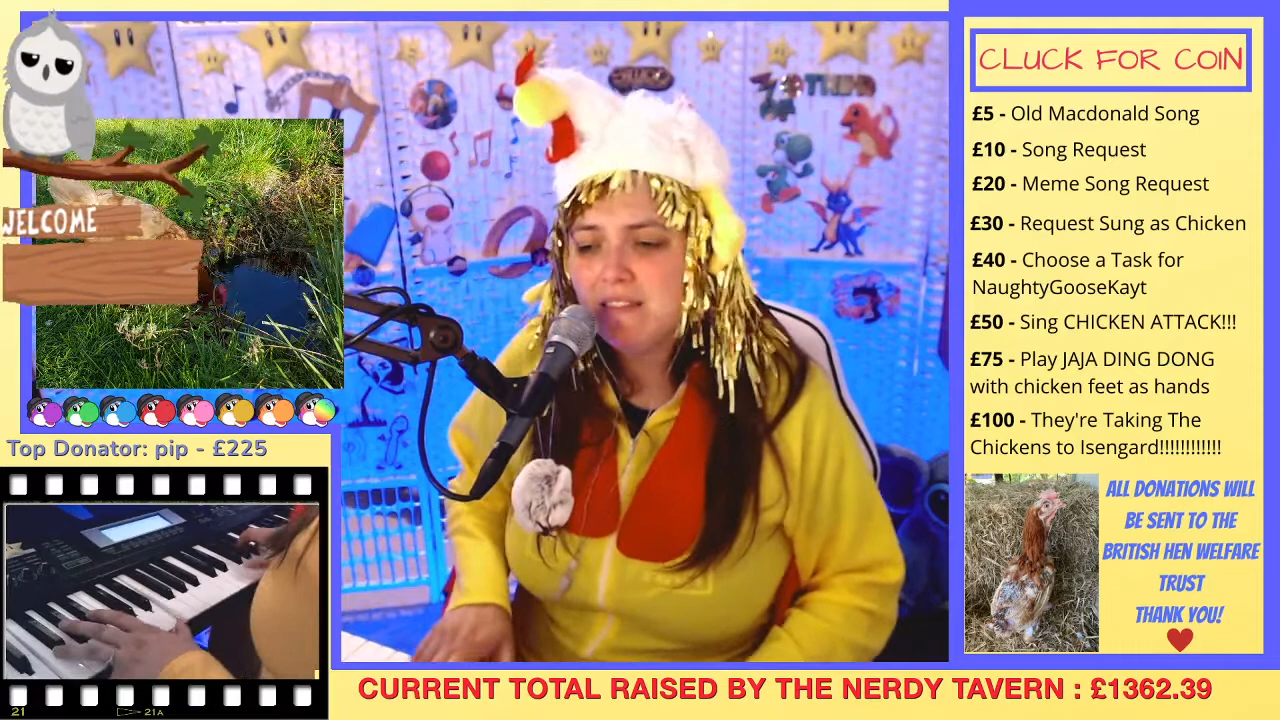 WELCOME
Top Donator: pip - £225
21
21A
CLUCK FOR COIN
£5 - Old Macdonald Song
£10 - Song Request
£20 - Meme Song Request
£30 - Request Sung as Chicken
£40 - Choose a Task for
NaughtyGooseKayt
£50 - Sing CHICKEN ATTACK!!!
£75 - Play JAJA DING DONG
with chicken feet as hands
£100 - They're Taking The
Chickens to Isengard!!!!!!!!!!!!
ALL DONATIONS WILL
BE SENT TO THE
BRITISH HEN WELFARE
TRUST
THANK YOU!
CURRENT TOTAL RAISED BY THE NERDY TAVERN : £1362.39